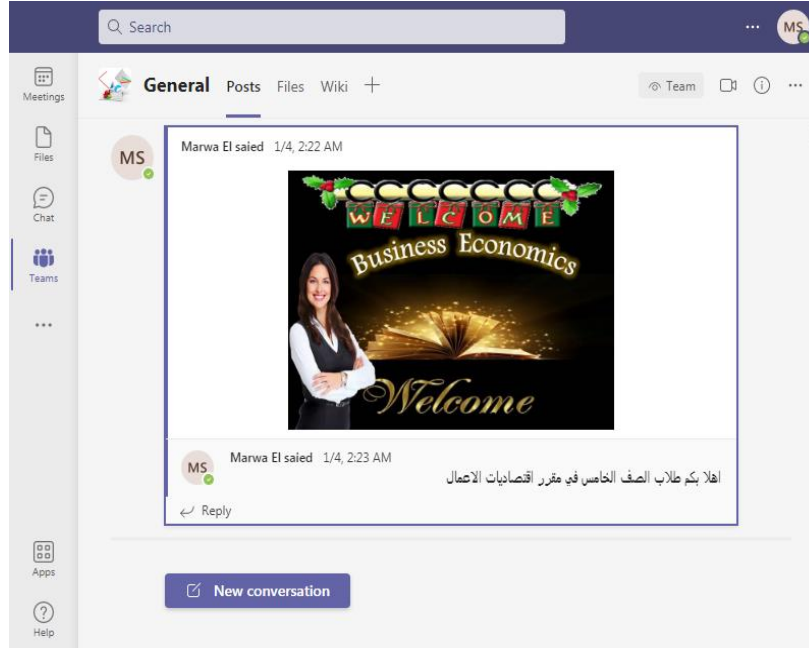 Search
...
MS
General Posts Files Wiki +
Team
...
Meetings
Files
Chat
Teams
...
Apps
Help
MS
Marwa El saied 1/4, 2:22 AM
WELCOME
Business Economics
Welcome
MS
Marwa El saied 1/4, 2:23 AM
اهلا بكم طلاب الصف الخامس في مقرر اقتصاديات الاعمال
Reply
New conversation